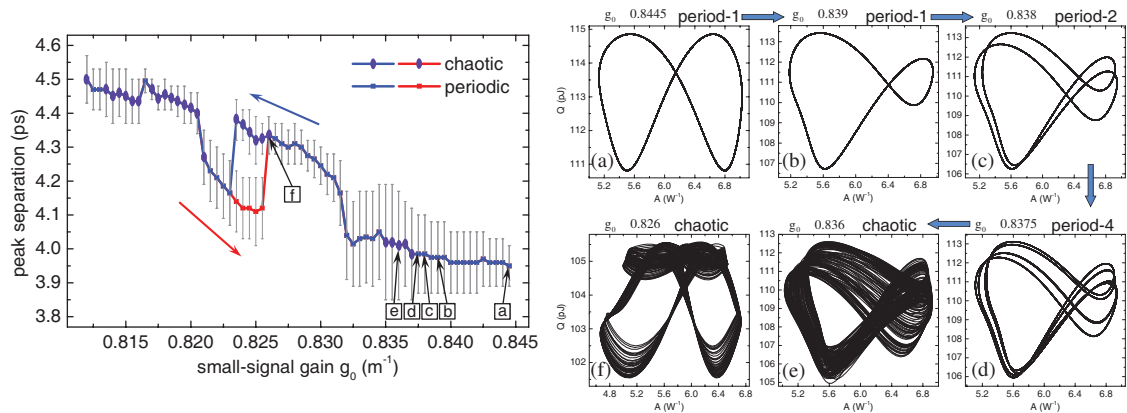 peak separation (ps)
4.6
4.5
4.4
4.3
4.2
4.1
4.0
3.9
3.8
chaotic
periodic
f
e
d
c
b
a
0.815 0.820 0.825 0.830 0.835 0.840 0.845
small-signal gain g₀ (m⁻¹)
g₀ 0.8445 period-1
Q (pJ)
115
114
113
112
111
(a)
5.2 5.6 6.0 6.4 6.8
A (W⁻¹)
g₀ 0.839 period-1
113
112
111
110
109
108
107
(b)
5.2 5.6 6.0 6.4 6.8
A (W⁻¹)
g₀ 0.838 period-2
113
112
111
110
109
108
107
106
(c)
5.2 5.6 6.0 6.4 6.8
A (W⁻¹)
g₀ 0.826 chaotic
Q (pJ)
105
104
103
102
(f)
4.8 5.2 5.6 6.0 6.4 6.8
A (W⁻¹)
g₀ 0.836 chaotic
113
112
111
110
109
108
107
106
105
(e)
5.2 5.6 6.0 6.4 6.8
A (W⁻¹)
g₀ 0.8375 period-4
113
112
111
110
109
108
107
106
(d)
5.2 5.6 6.0 6.4 6.8
A (W⁻¹)